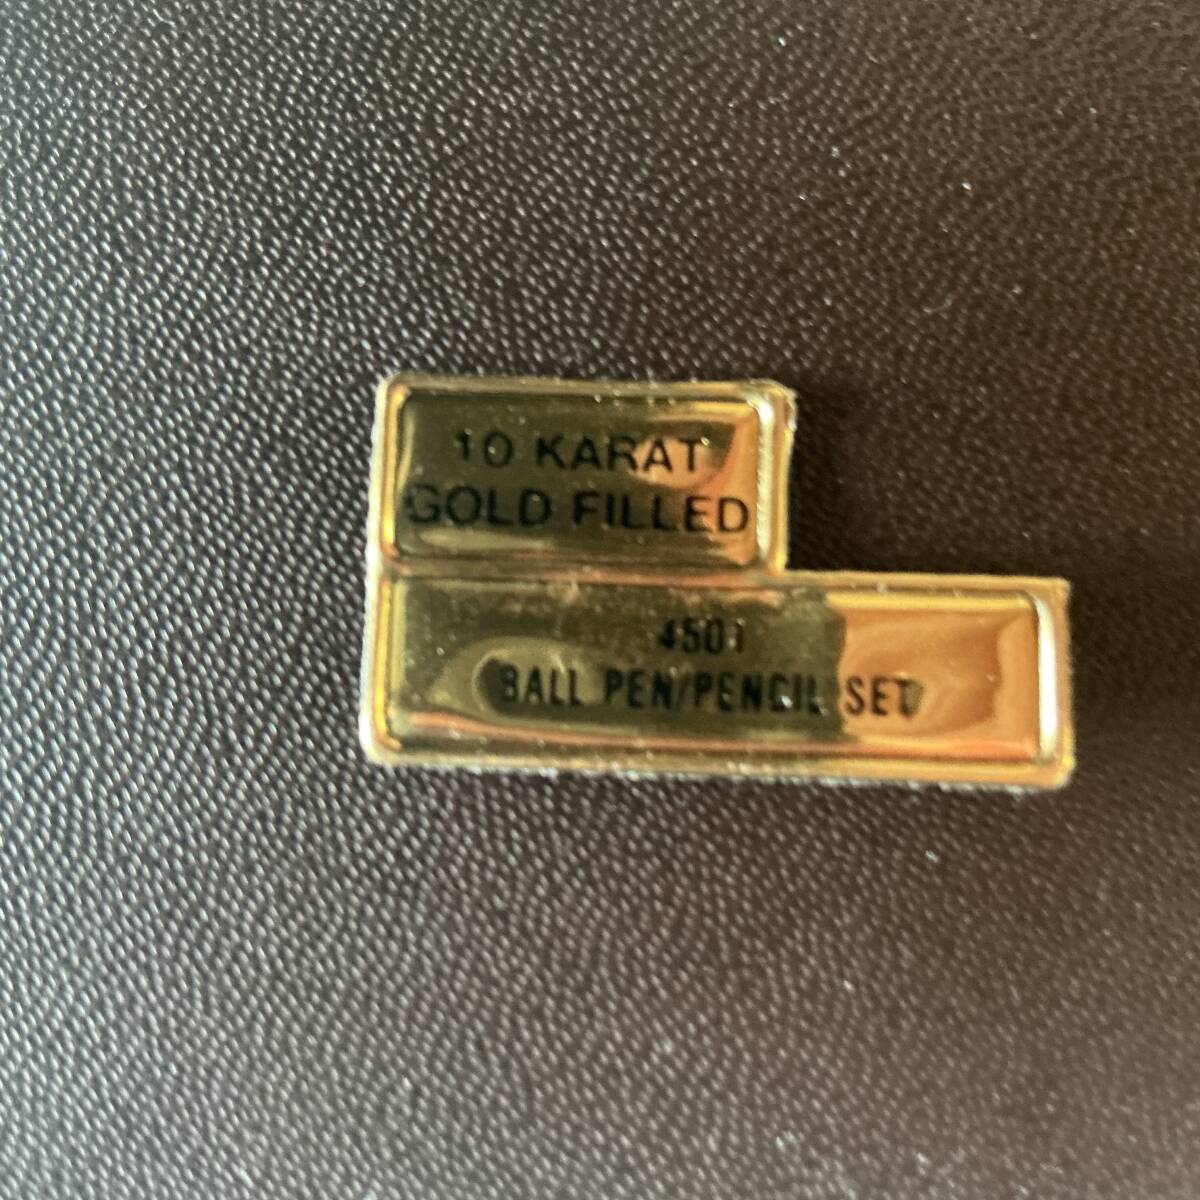 10 KARAT
GOLD FILLED
4501
BALL PEN/PENCIL SET